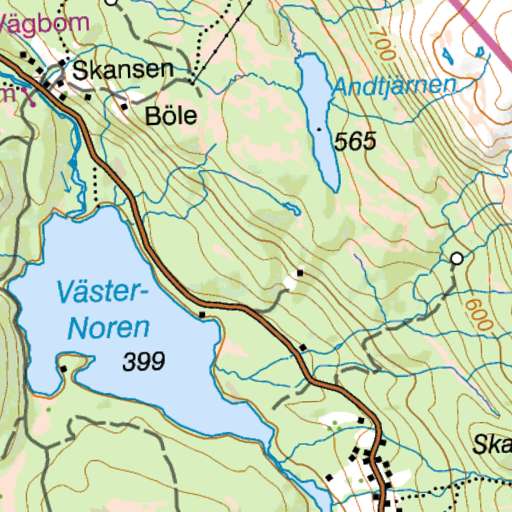 Vägbom
Skansen
Böle
700
Andtjärnen
565
Väster-
Noren
399
600
Ska